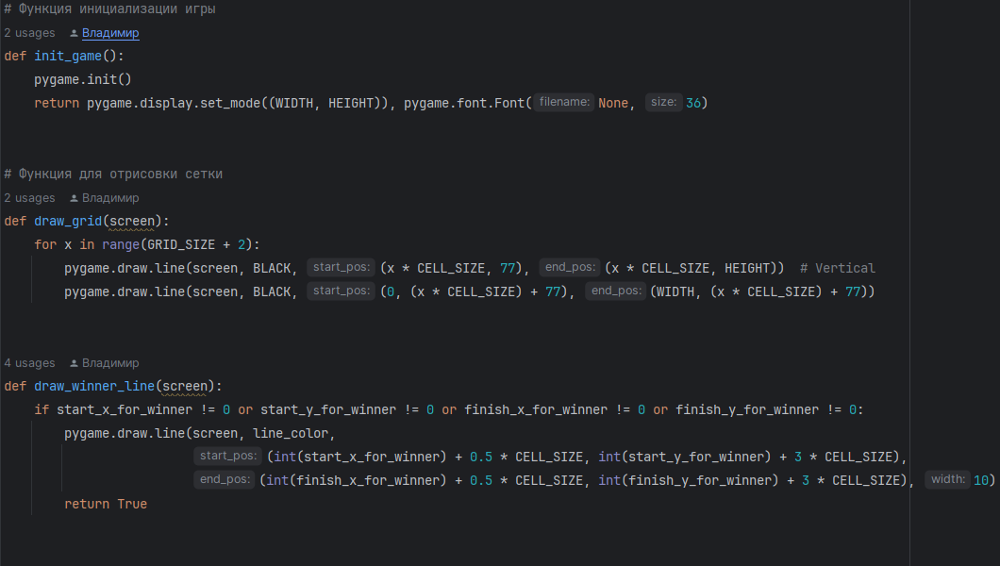 # Функция инициализации игры
2 usages Владимир
def init_game():
pygame.init()
return pygame.display.set_mode((WIDTH, HEIGHT)), pygame.font.Font( filename: None, size: 36)
# Функция для отрисовки сетки
2 usages Владимир
def draw_grid(screen):
for x in range(GRID_SIZE + 2):
pygame.draw.line(screen, BLACK, start_pos: (x * CELL_SIZE, 77), end_pos: (x * CELL_SIZE, HEIGHT)) # Vertical
pygame.draw.line(screen, BLACK, start_pos: (0, (x * CELL_SIZE) + 77), end_pos: (WIDTH, (x * CELL_SIZE) + 77))
4 usages Владимир
def draw_winner_line(screen):
if start_x_for_winner != 0 or start_y_for_winner != 0 or finish_x_for_winner != 0 or finish_y_for_winner != 0:
pygame.draw.line(screen, line_color,
start_pos: (int(start_x_for_winner) + 0.5 * CELL_SIZE, int(start_y_for_winner) + 3 * CELL_SIZE),
end_pos: (int(finish_x_for_winner) + 0.5 * CELL_SIZE, int(finish_y_for_winner) + 3 * CELL_SIZE), width: 10)
return True